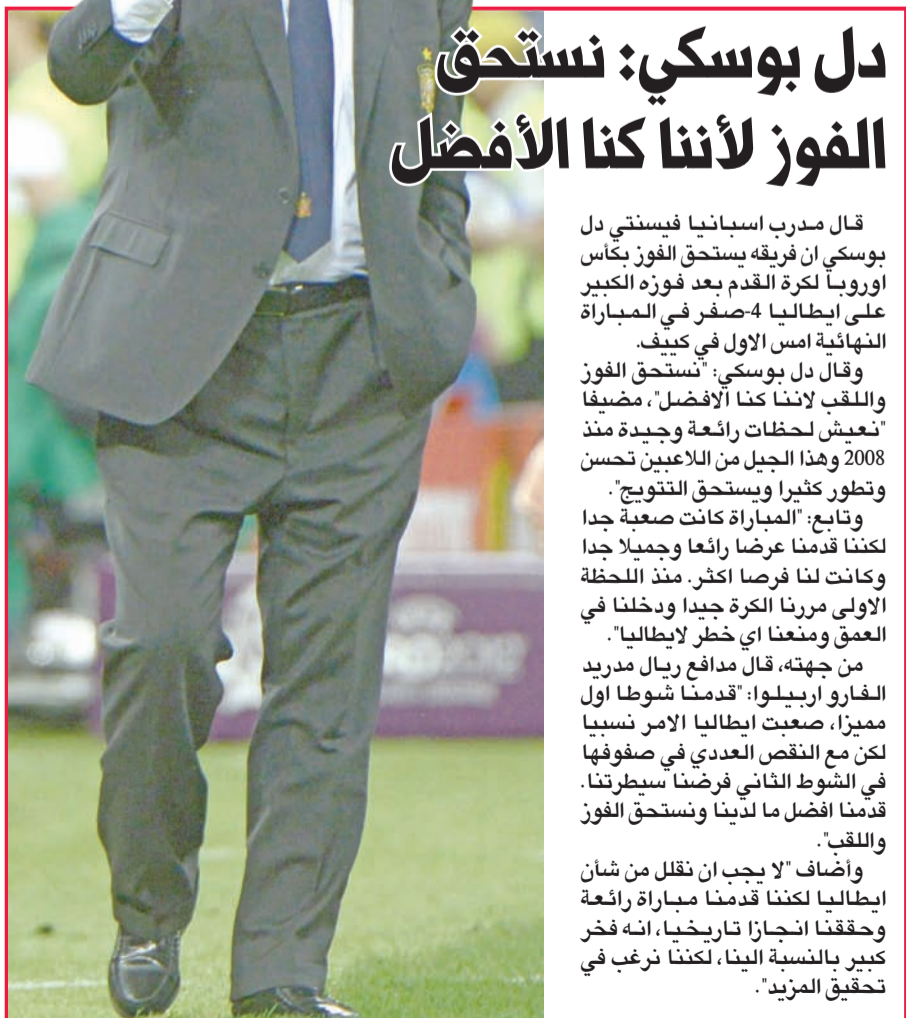 دل بوسكي: نستحق
الفوز لأننا كنا الأفضل
قال مدرب اسبانيا فيسنتي دل
بوسكي ان فريقه يستحق الفوز بكأس
اوروبا لكرة القدم بعد فوزه الكبير
على ايطاليا 4-صفر في المباراة
النهائية امس الاول في كييف.
وقال دل بوسكي: "نستحق الفوز
واللقب لاننا كنا الافضل"، مضيفا
"نعيش لحظات رائعة وجيدة منذ
2008 وهذا الجيل من اللاعبين تحسن
وتطور كثيرا ويستحق التتويج".
وتابع: "المباراة كانت صعبة جدا
لكننا قدمنا عرضا رائعا وجميلا جدا
وكانت لنا فرصا اكثر. منذ اللحظة
الاولى مررنا الكرة جيدا ودخلنا في
العمق ومنعنا اي خطر لايطاليا".
من جهته، قال مدافع ريال مدريد
الفارو اربيلوا: "قدمنا شوطا اول
مميزا، صعبت ايطاليا الامر نسبيا
لكن مع النقص العددي في صفوفها
في الشوط الثاني فرضنا سيطرتنا.
قدمنا افضل ما لدينا ونستحق الفوز
واللقب".
وأضاف "لا يجب ان نقلل من شأن
ايطاليا لكننا قدمنا مباراة رائعة
وحققنا انجازا تاريخيا، انه فخر
كبير بالنسبة الينا، لكننا نرغب في
تحقيق المزيد".